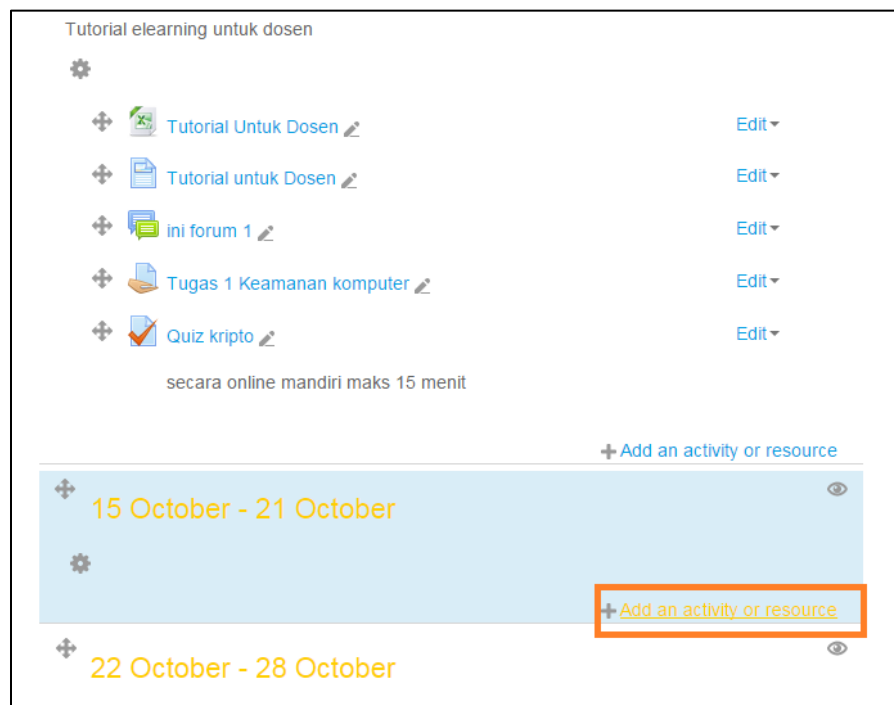 Tutorial elearning untuk dosen
Tutorial Untuk Dosen Edit
Tutorial untuk Dosen Edit
ini forum 1 Edit
Tugas 1 Keamanan komputer Edit
Quiz kripto Edit
secara online mandiri maks 15 menit
Add an activity or resource
15 October - 21 October
Add an activity or resource
22 October - 28 October